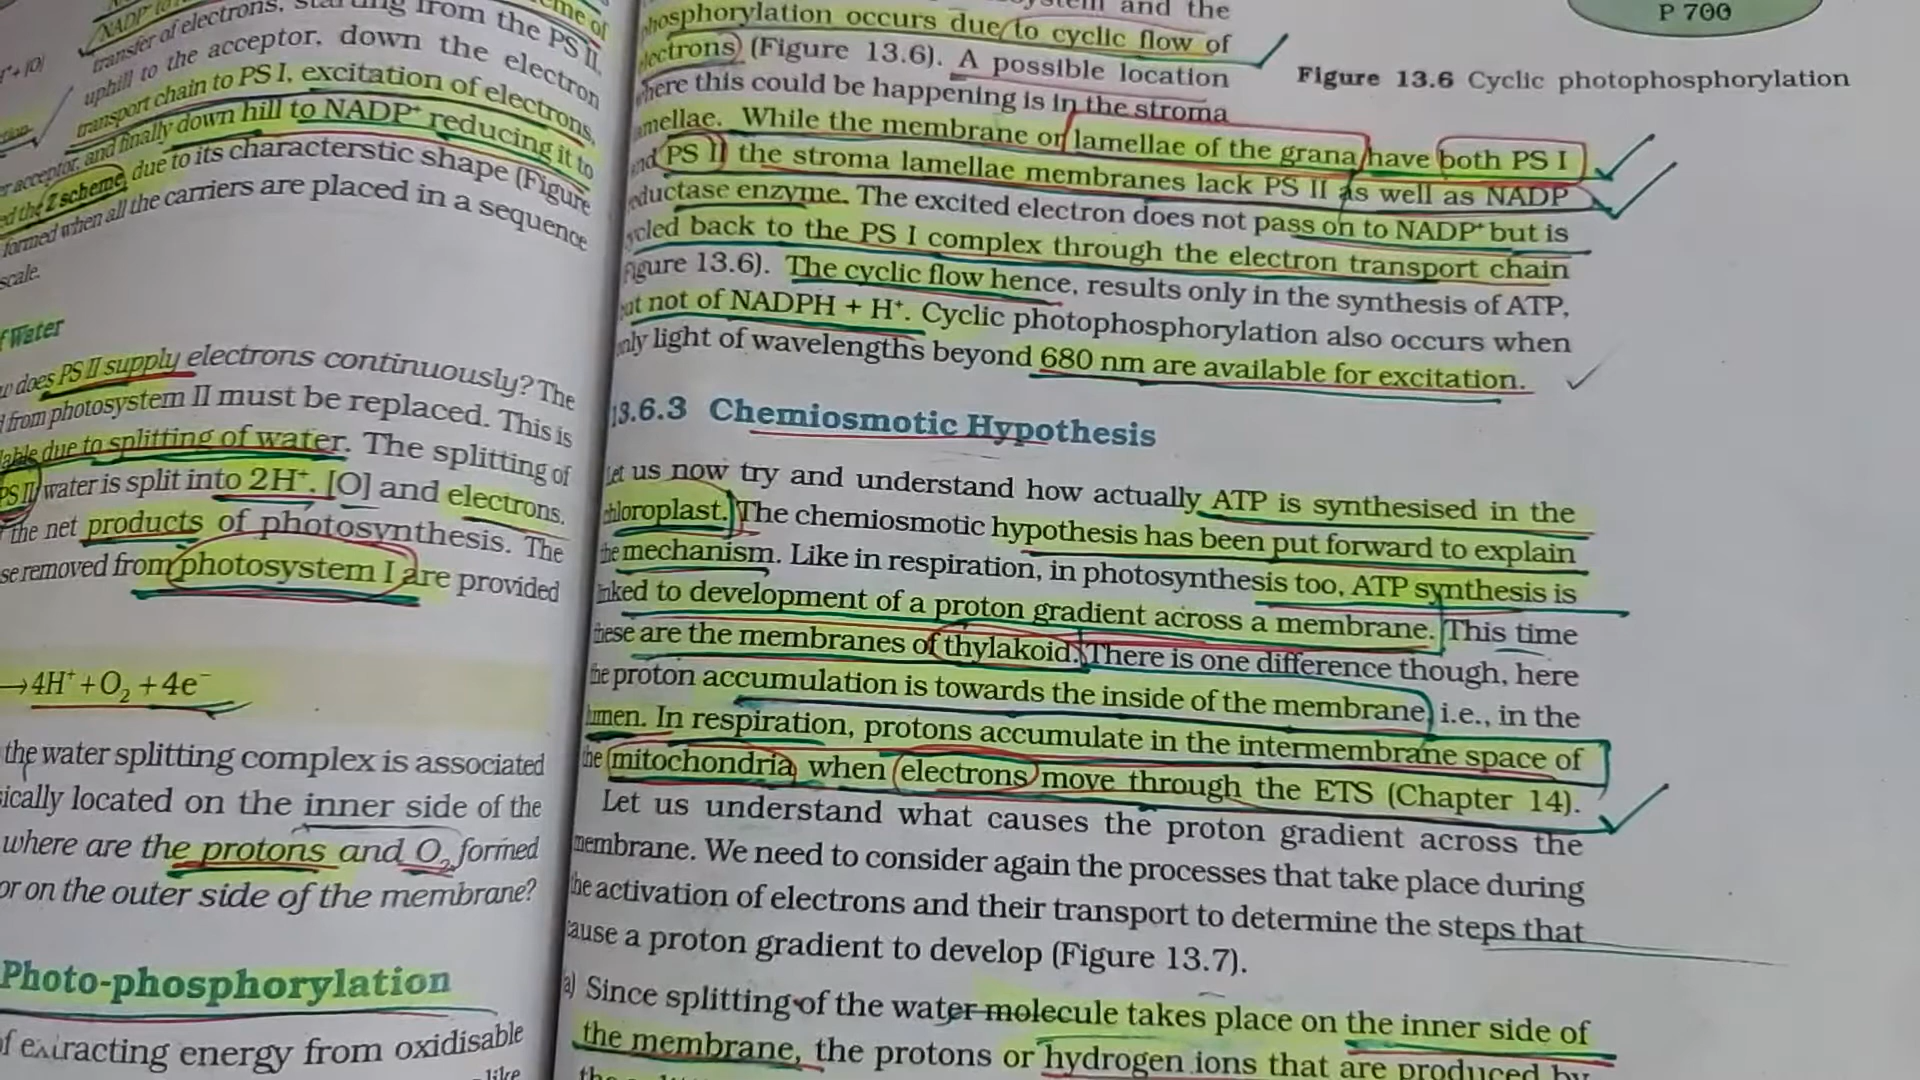 NADP⁺ to
eme of
transfer of electrons, starting from the PS II,
uphill to the acceptor, down the electron
transport chain to PS I, excitation of electrons,
acceptor, and finally down hill to NADP⁺ reducing it to
the Z scheme, due to its characterstic shape (Figure
formed when all the carriers are placed in a sequence
scale.
Water
does PS II supply electrons continuously? The
from photosystem II must be replaced. This is
due to splitting of water. The splitting of
PS II water is split into 2H⁺, [O] and electrons.
the net products of photosynthesis. The
removed from photosystem I are provided
→4H⁺ + O₂ + 4e⁻
the water splitting complex is associated
located on the inner side of the
where are the protons and O₂ formed
or on the outer side of the membrane?
Photo-phosphorylation
of extracting energy from oxidisable
like
and the
hosphorylation occurs due to cyclic flow of
lectrons) (Figure 13.6). A possible location
here this could be happening is in the stroma
amellae. While the membrane or lamellae of the grana have both PS I
nd PS II the stroma lamellae membranes lack PS II as well as NADP
eductase enzyme. The excited electron does not pass on to NADP⁺ but is
ycled back to the PS I complex through the electron transport chain
igure 13.6). The cyclic flow hence, results only in the synthesis of ATP,
ut not of NADPH + H⁺. Cyclic photophosphorylation also occurs when
nly light of wavelengths beyond 680 nm are available for excitation.
P 700
Figure 13.6 Cyclic photophosphorylation
13.6.3 Chemiosmotic Hypothesis
Let us now try and understand how actually ATP is synthesised in the
chloroplast. The chemiosmotic hypothesis has been put forward to explain
the mechanism. Like in respiration, in photosynthesis too, ATP synthesis is
linked to development of a proton gradient across a membrane. This time
these are the membranes of thylakoid. There is one difference though, here
the proton accumulation is towards the inside of the membrane, i.e., in the
lumen. In respiration, protons accumulate in the intermembrane space of
the mitochondria when electrons move through the ETS (Chapter 14).
Let us understand what causes the proton gradient across the
membrane. We need to consider again the processes that take place during
the activation of electrons and their transport to determine the steps that
cause a proton gradient to develop (Figure 13.7).
a) Since splitting of the water molecule takes place on the inner side of
the membrane, the protons or hydrogen ions that are produced by